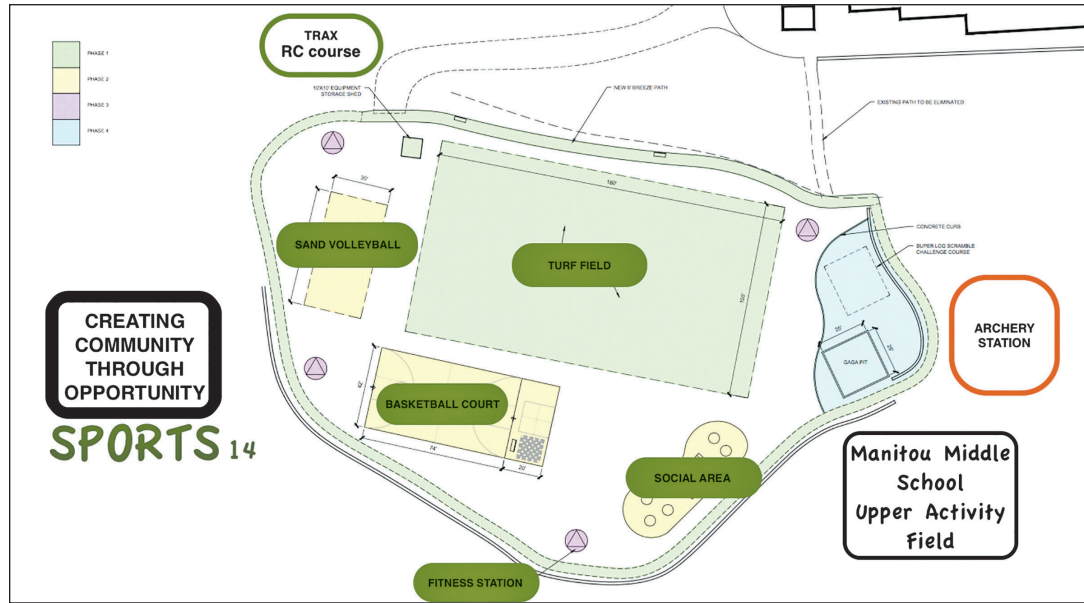 PHASE 1
PHASE 2
PHASE 3
PHASE 4
TRAX
RC course
10'X10' EQUIPMENT
STORAGE SHED
NEW 6' BREEZE PATH
EXISTING PATH TO BE ELIMINATED
180'
30'
SAND VOLLEYBALL
TURF FIELD
CONCRETE CURB
SUPER LOG SCRAMBLE
CHALLENGE COURSE
CREATING
COMMUNITY
THROUGH
OPPORTUNITY
SPORTS 14
ARCHERY
STATION
GAGA PIT
42'
BASKETBALL COURT
74'
20'
SOCIAL AREA
Manitou Middle
School
Upper Activity
Field
FITNESS STATION